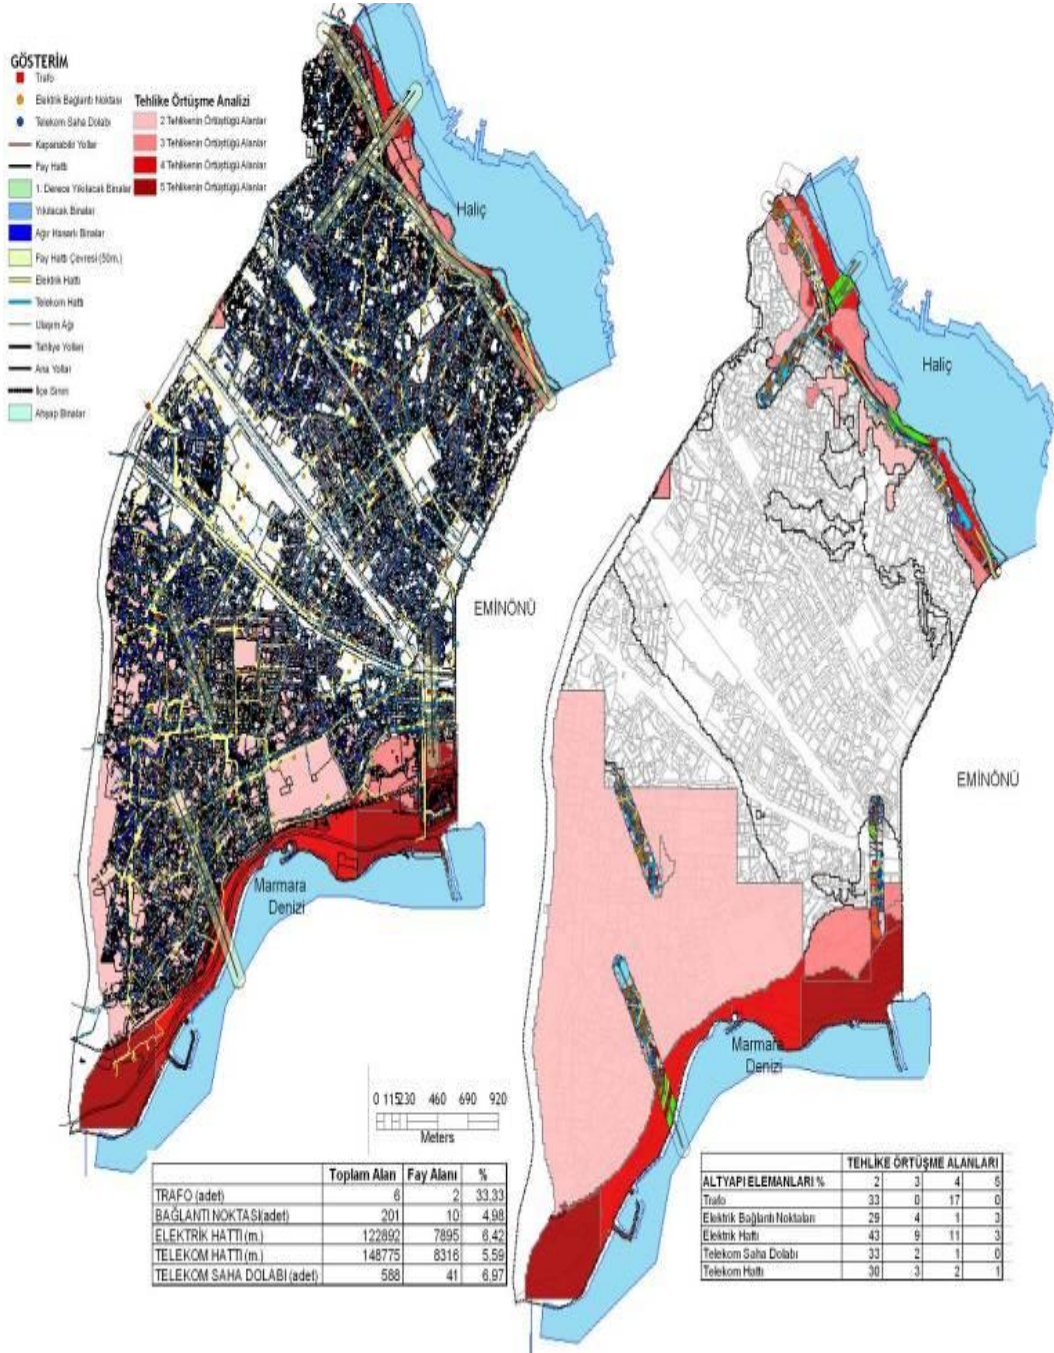 GÖSTERİM
Trafo
Elektrik Bağlantı Noktası
Telekom Saha Dolabı
Kapanabilir Yollar
Fay Hattı
1. Derece Yıkılacak Binalar
Yıkılacak Binalar
Ağır Hasarlı Binalar
Fay Hattı Çevresi (50m.)
Elektrik Hattı
Telekom Hattı
Ulaşım Ağı
Tahliye Yolları
Ana Yollar
İlçe Sınırı
Ahşap Binalar
Tehlike Örtüşme Analizi
2 Tehlikenin Örtüştüğü Alanlar
3 Tehlikenin Örtüştüğü Alanlar
4 Tehlikenin Örtüştüğü Alanlar
5 Tehlikenin Örtüştüğü Alanlar
Haliç
EMİNÖNÜ
Marmara
Denizi
Haliç
EMİNÖNÜ
Marmara
Denizi
0 115230 460 690 920
Meters
Toplam Alan Fay Alanı %
TRAFO (adet) 6 2 33,33
BAĞLANTI NOKTASI(adet) 201 10 4,98
ELEKTRİK HATTI (m.) 122892 7895 6,42
TELEKOM HATTI (m.) 148775 8316 5,59
TELEKOM SAHA DOLABI (adet) 588 41 6,97
TEHLİKE ÖRTÜŞME ALANLARI
ALTYAPI ELEMANLARI % 2 3 4 5
Trafo 33 0 17 0
Elektrik Bağlantı Noktaları 29 4 1 3
Elektrik Hattı 43 9 11 3
Telekom Saha Dolabı 33 2 1 0
Telekom Hattı 30 3 2 1